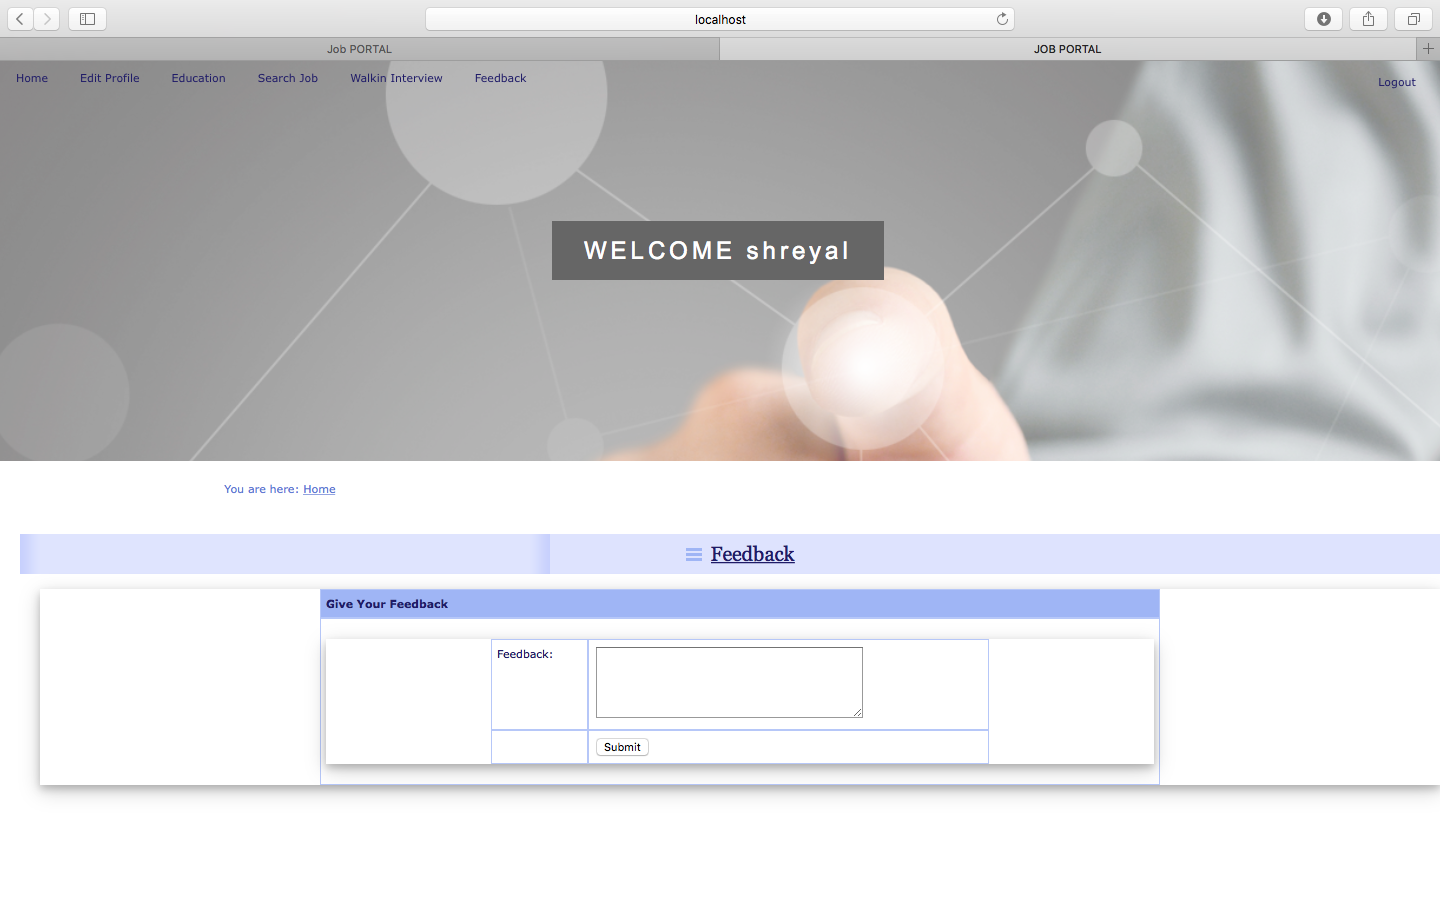 localhost
Job PORTAL
JOB PORTAL
Home Edit Profile Education Search Job Walkin Interview Feedback Logout
WELCOME shreyal
You are here: Home
Feedback
Give Your Feedback
Feedback:
Submit